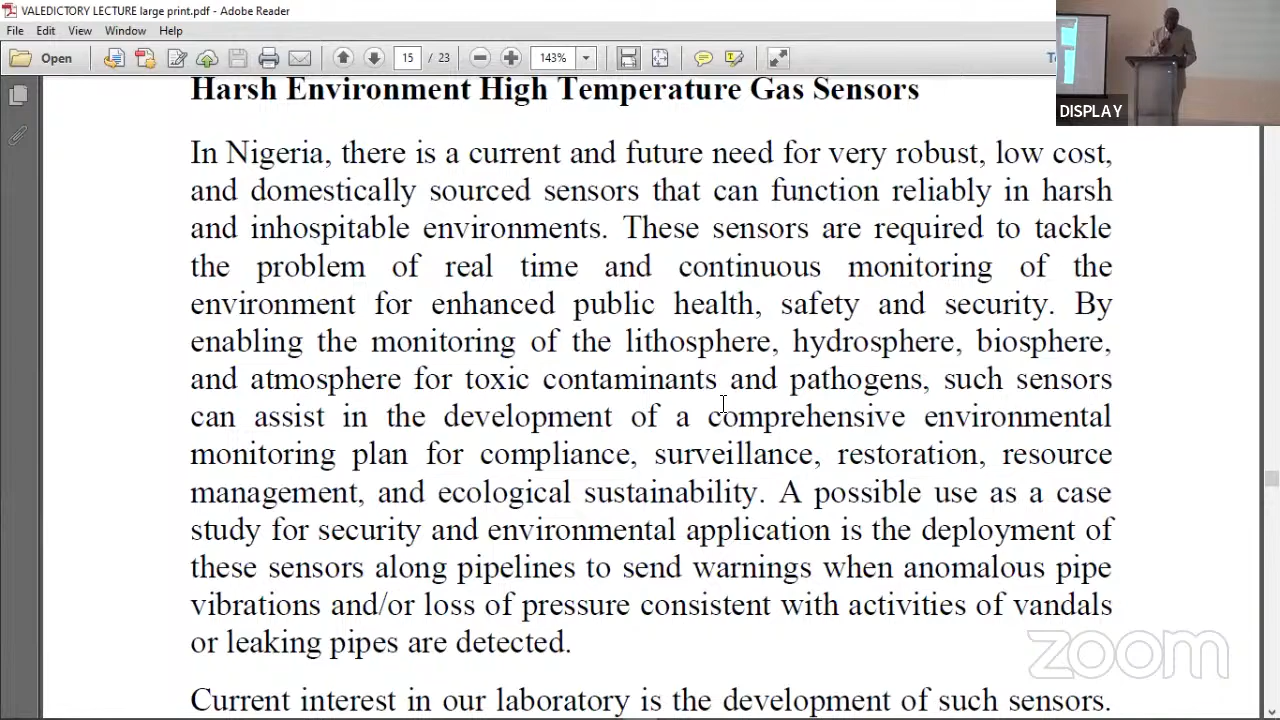 VALEDICTORY LECTURE large print.pdf - Adobe Reader
File Edit View Window Help
Open 15 / 23 143%
DISPLAY
Harsh Environment High Temperature Gas Sensors
In Nigeria, there is a current and future need for very robust, low cost,
and domestically sourced sensors that can function reliably in harsh
and inhospitable environments. These sensors are required to tackle
the problem of real time and continuous monitoring of the
environment for enhanced public health, safety and security. By
enabling the monitoring of the lithosphere, hydrosphere, biosphere,
and atmosphere for toxic contaminants and pathogens, such sensors
can assist in the development of a comprehensive environmental
monitoring plan for compliance, surveillance, restoration, resource
management, and ecological sustainability. A possible use as a case
study for security and environmental application is the deployment of
these sensors along pipelines to send warnings when anomalous pipe
vibrations and/or loss of pressure consistent with activities of vandals
or leaking pipes are detected.
zoom
Current interest in our laboratory is the development of such sensors.